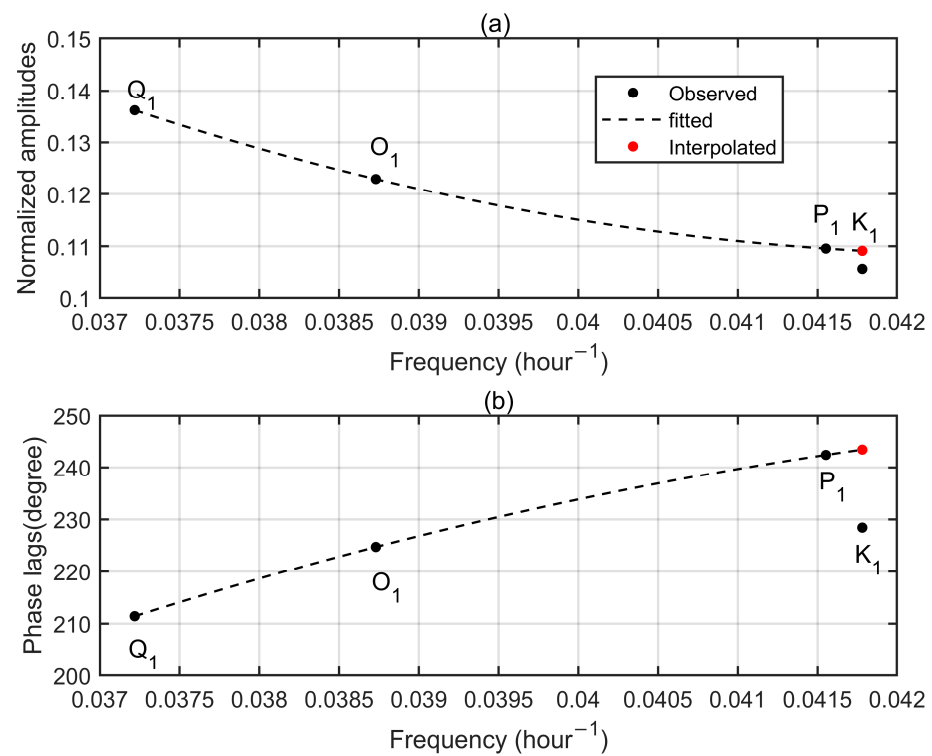 (a)
Normalized amplitudes
0.15
0.14
0.13
0.12
0.11
0.1
Q1
O1
P1
K1
Observed
fitted
Interpolated
0.037 0.0375 0.038 0.0385 0.039 0.0395 0.04 0.0405 0.041 0.0415 0.042
Frequency (hour−1)
(b)
Phase lags(degree)
250
240
230
220
210
200
P1
K1
O1
Q1
0.037 0.0375 0.038 0.0385 0.039 0.0395 0.04 0.0405 0.041 0.0415 0.042
Frequency (hour−1)